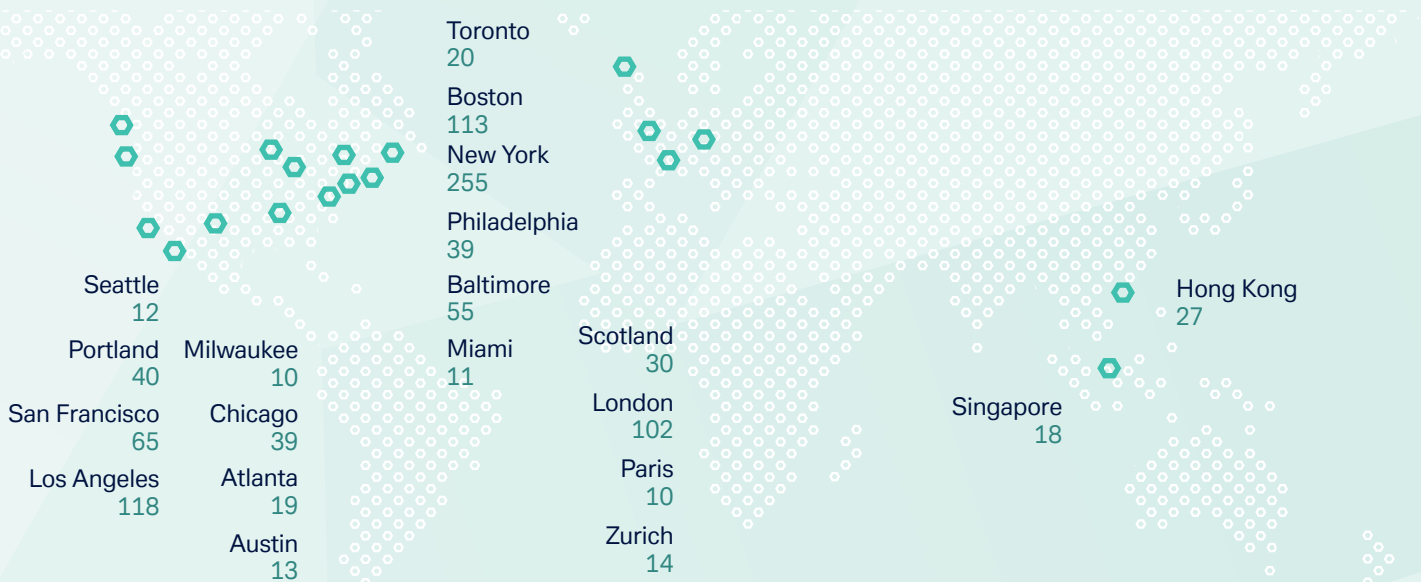 Seattle
12
Portland
40
San Francisco
65
Los Angeles
118
Milwaukee
10
Chicago
39
Atlanta
19
Austin
13
Toronto
20
Boston
113
New York
255
Philadelphia
39
Baltimore
55
Miami
11
Scotland
30
London
102
Paris
10
Zurich
14
Hong Kong
27
Singapore
18